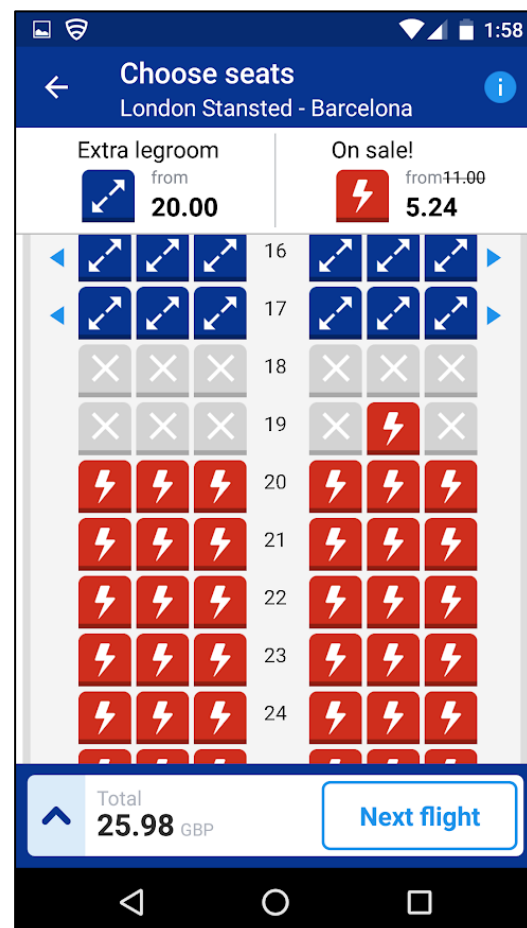 1:58
Choose seats
London Stansted - Barcelona
Extra legroom
from
20.00
On sale!
from 11.00
5.24
16
17
18
19
20
21
22
23
24
Total
25.98 GBP
Next flight